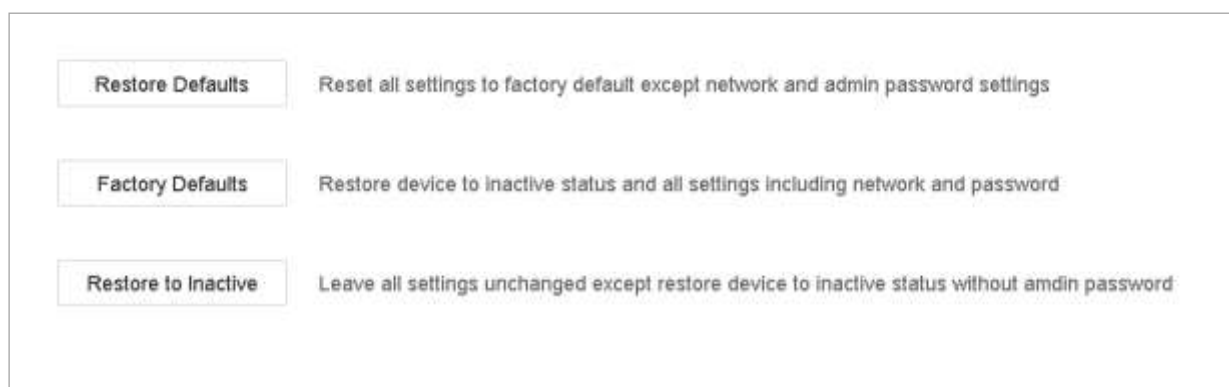 Restore Defaults Reset all settings to factory default except network and admin password settings
Factory Defaults Restore device to inactive status and all settings including network and password
Restore to Inactive Leave all settings unchanged except restore device to inactive status without amdin password